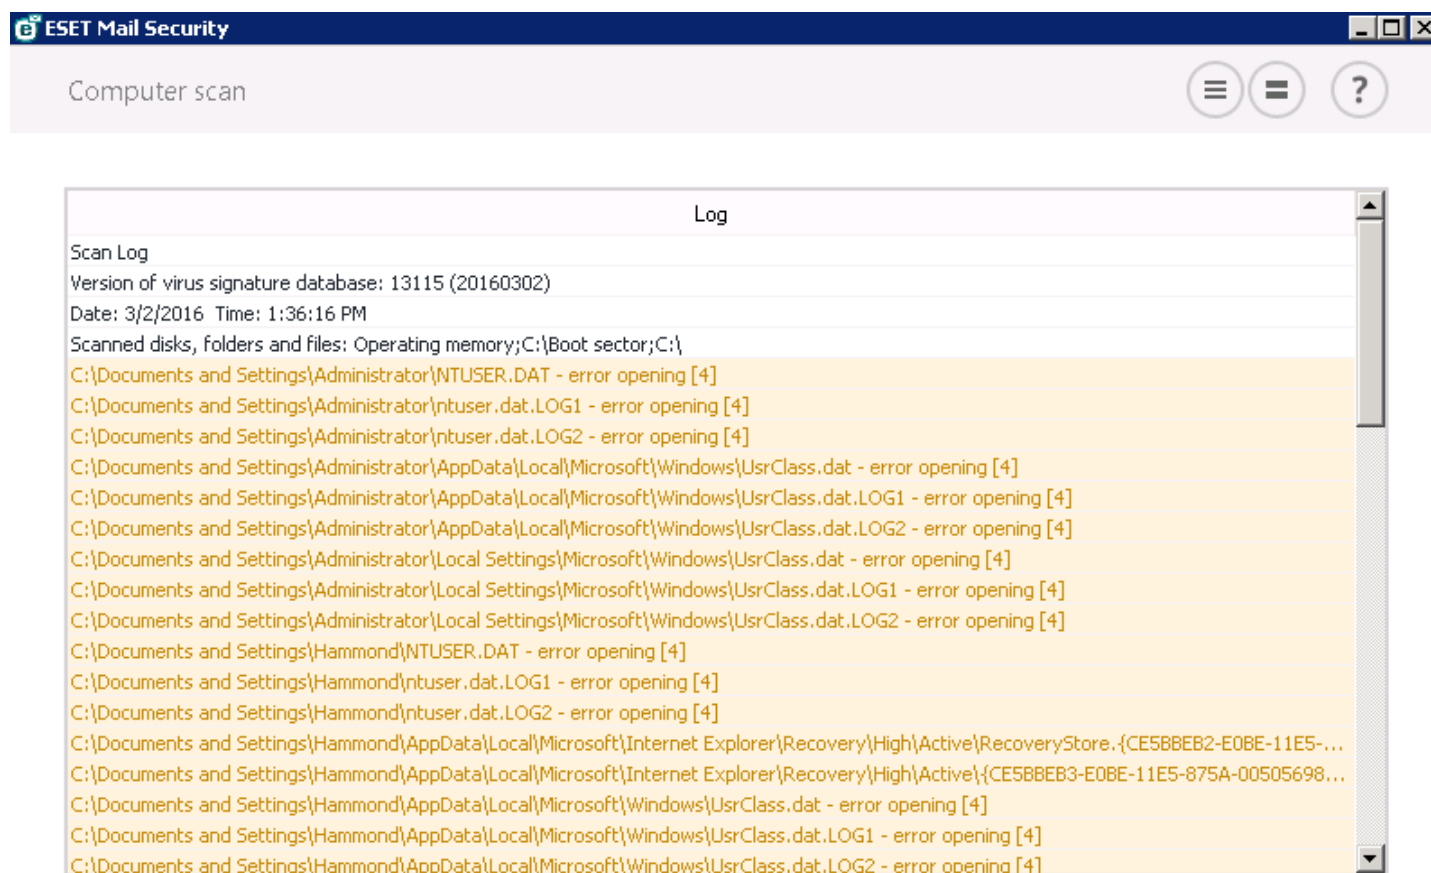 ESET Mail Security
Computer scan
?
Log
Scan Log
Version of virus signature database: 13115 (20160302)
Date: 3/2/2016 Time: 1:36:16 PM
Scanned disks, folders and files: Operating memory;C:\Boot sector;C:\
C:\Documents and Settings\Administrator\NTUSER.DAT - error opening [4]
C:\Documents and Settings\Administrator\ntuser.dat.LOG1 - error opening [4]
C:\Documents and Settings\Administrator\ntuser.dat.LOG2 - error opening [4]
C:\Documents and Settings\Administrator\AppData\Local\Microsoft\Windows\UsrClass.dat - error opening [4]
C:\Documents and Settings\Administrator\AppData\Local\Microsoft\Windows\UsrClass.dat.LOG1 - error opening [4]
C:\Documents and Settings\Administrator\AppData\Local\Microsoft\Windows\UsrClass.dat.LOG2 - error opening [4]
C:\Documents and Settings\Administrator\Local Settings\Microsoft\Windows\UsrClass.dat - error opening [4]
C:\Documents and Settings\Administrator\Local Settings\Microsoft\Windows\UsrClass.dat.LOG1 - error opening [4]
C:\Documents and Settings\Administrator\Local Settings\Microsoft\Windows\UsrClass.dat.LOG2 - error opening [4]
C:\Documents and Settings\Hammond\NTUSER.DAT - error opening [4]
C:\Documents and Settings\Hammond\ntuser.dat.LOG1 - error opening [4]
C:\Documents and Settings\Hammond\ntuser.dat.LOG2 - error opening [4]
C:\Documents and Settings\Hammond\AppData\Local\Microsoft\Internet Explorer\Recovery\High\Active\RecoveryStore.{CE5BBEB2-E0BE-11E5-...
C:\Documents and Settings\Hammond\AppData\Local\Microsoft\Internet Explorer\Recovery\High\Active\{CE5BBEB3-E0BE-11E5-875A-00505698...
C:\Documents and Settings\Hammond\AppData\Local\Microsoft\Windows\UsrClass.dat - error opening [4]
C:\Documents and Settings\Hammond\AppData\Local\Microsoft\Windows\UsrClass.dat.LOG1 - error opening [4]
C:\Documents and Settings\Hammond\AppData\Local\Microsoft\Windows\UsrClass.dat.LOG2 - error opening [4]